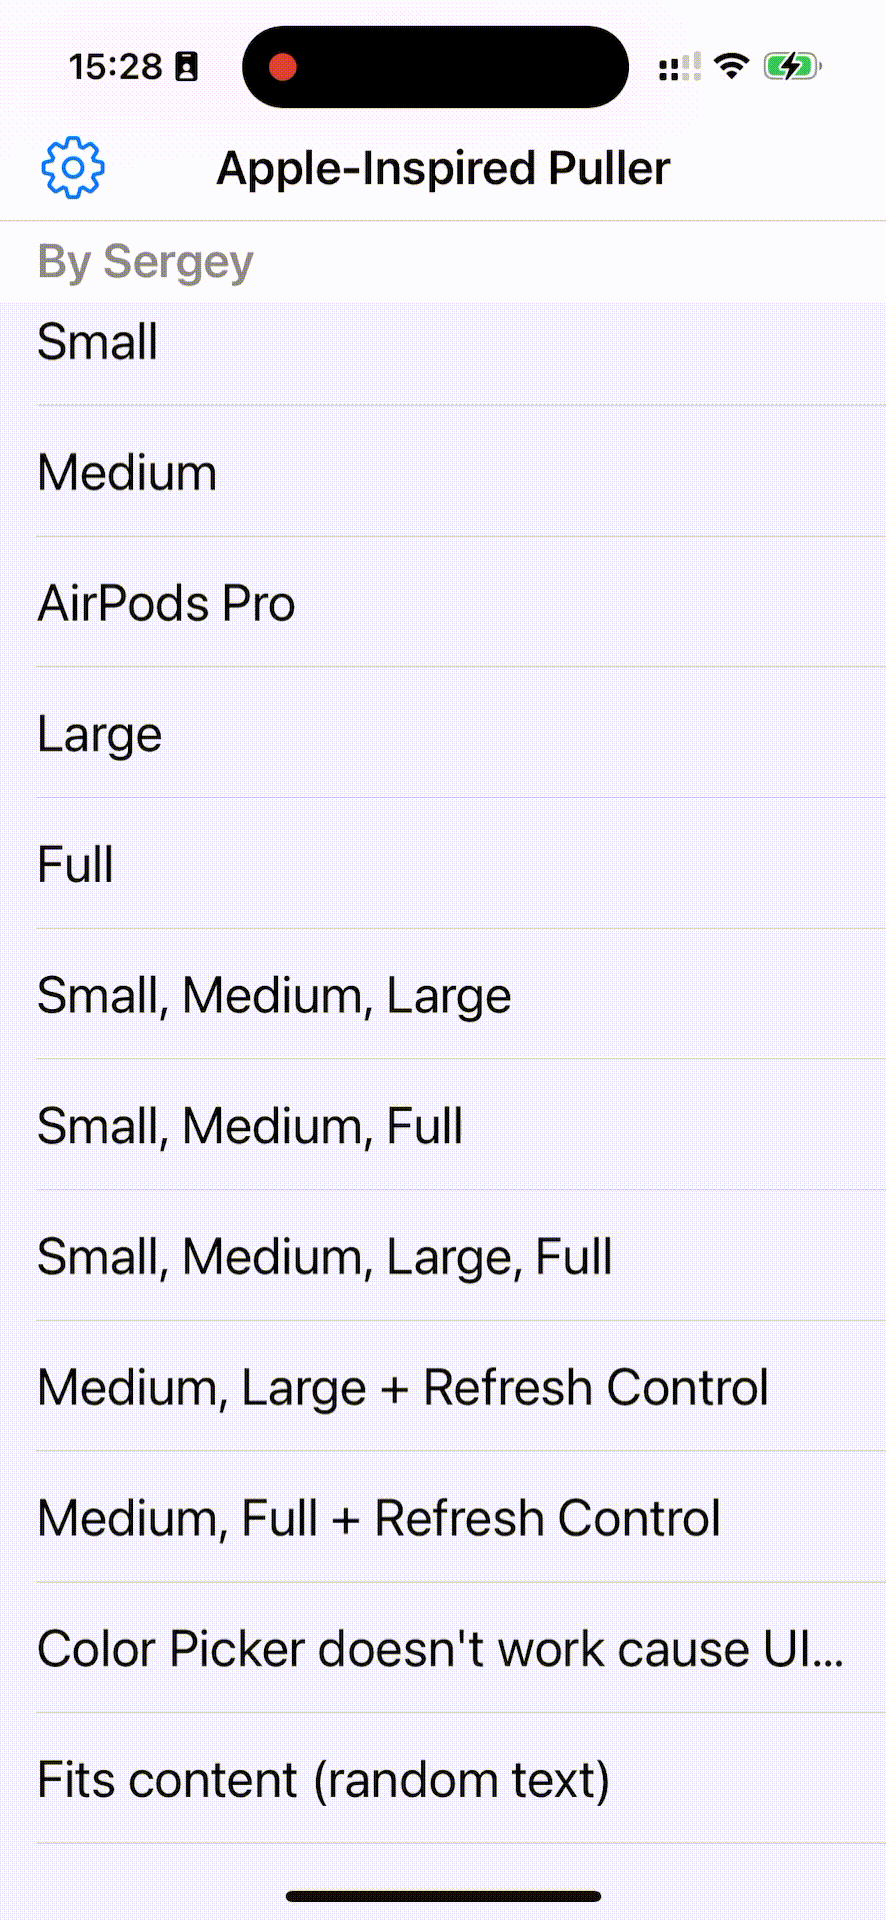 15:28
Apple-Inspired Puller
By Sergey
Small
Medium
AirPods Pro
Large
Full
Small, Medium, Large
Small, Medium, Full
Small, Medium, Large, Full
Medium, Large + Refresh Control
Medium, Full + Refresh Control
Color Picker doesn't work cause UI...
Fits content (random text)